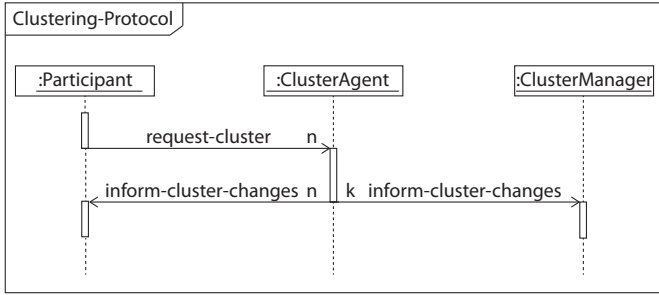 Clustering-Protocol
:Participant :ClusterAgent :ClusterManager
request-cluster n
inform-cluster-changes n k inform-cluster-changes